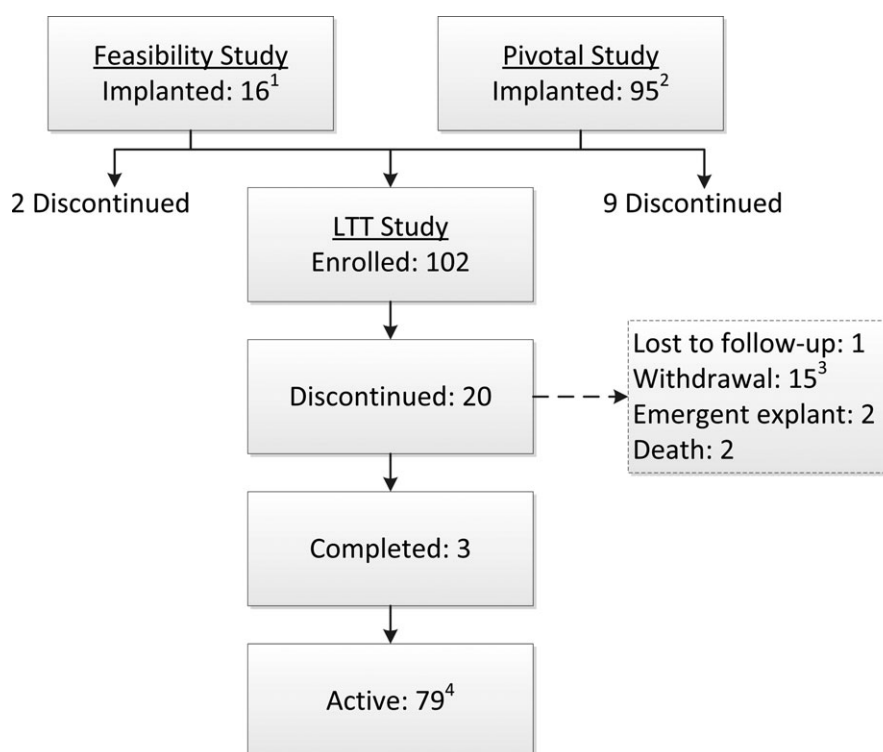 Feasibility Study
Implanted: 16¹
Pivotal Study
Implanted: 95²
2 Discontinued
9 Discontinued
LTT Study
Enrolled: 102
Discontinued: 20
Lost to follow-up: 1
Withdrawal: 15³
Emergent explant: 2
Death: 2
Completed: 3
Active: 79⁴